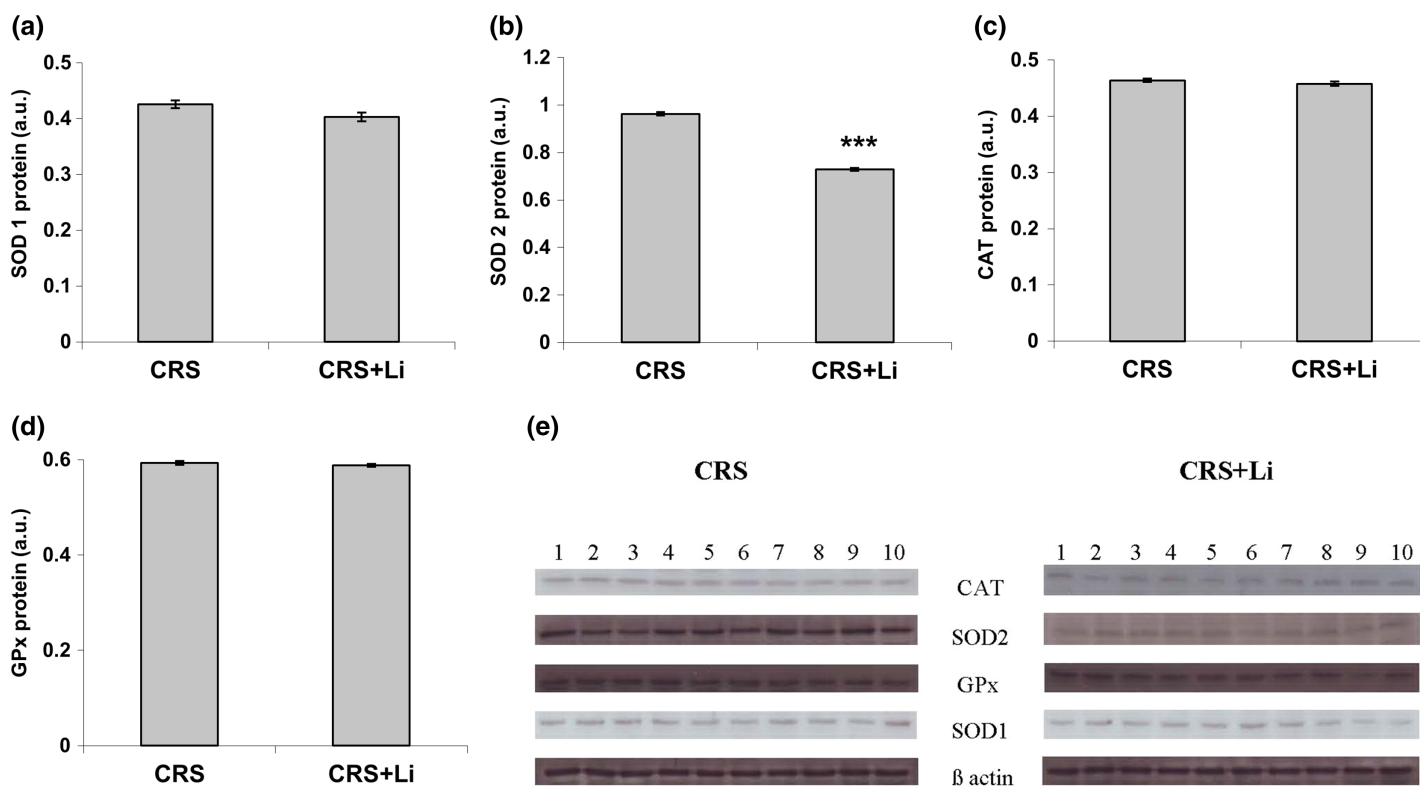 (a)
SOD 1 protein (a.u.)
0.5
0.4
0.3
0.2
0.1
0
CRS CRS+Li
(b)
SOD 2 protein (a.u.)
1.2
1
0.8
0.6
0.4
0.2
0
***
CRS CRS+Li
(c)
CAT protein (a.u.)
0.5
0.4
0.3
0.2
0.1
0
CRS CRS+Li
(d)
GPx protein (a.u.)
0.6
0.4
0.2
0
CRS CRS+Li
(e)
CRS CRS+Li
1 2 3 4 5 6 7 8 9 10 1 2 3 4 5 6 7 8 9 10
CAT
SOD2
GPx
SOD1
ß actin